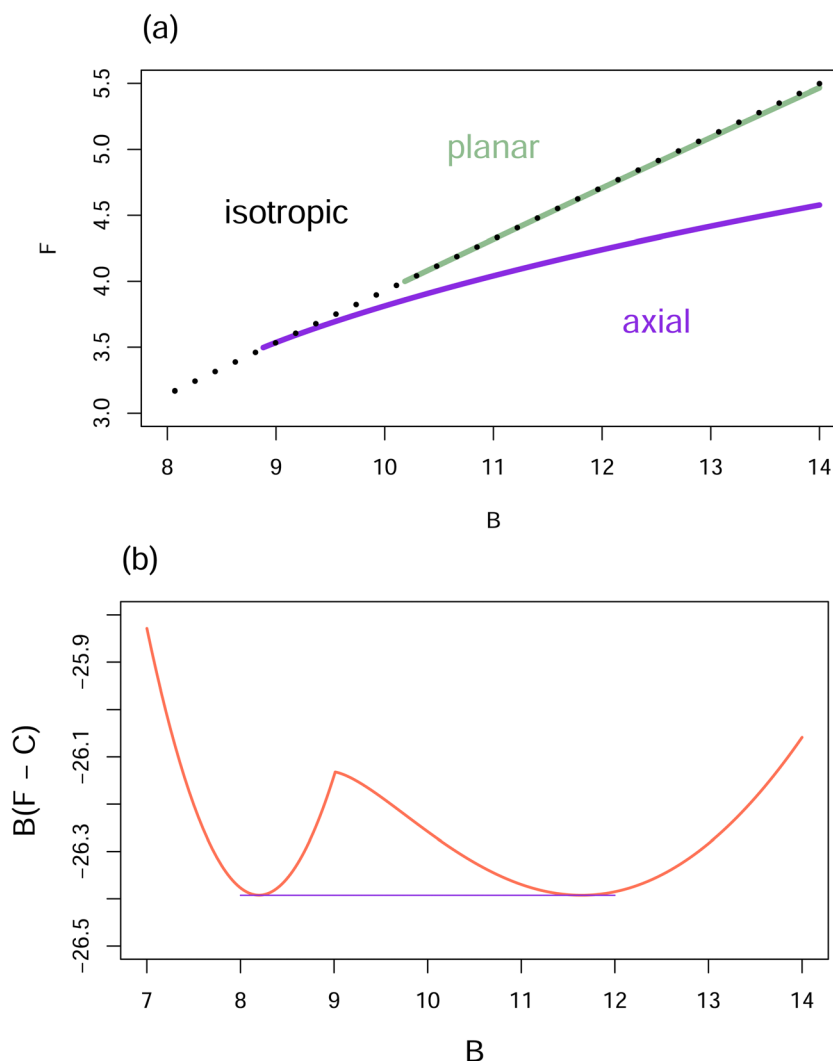 (a)
5.5
5.0
4.5
4.0
3.5
3.0
F
planar
isotropic
axial
8 9 10 11 12 13 14
B
(b)
-25.9
-26.1
-26.3
-26.5
B(F − C)
7 8 9 10 11 12 13 14
B